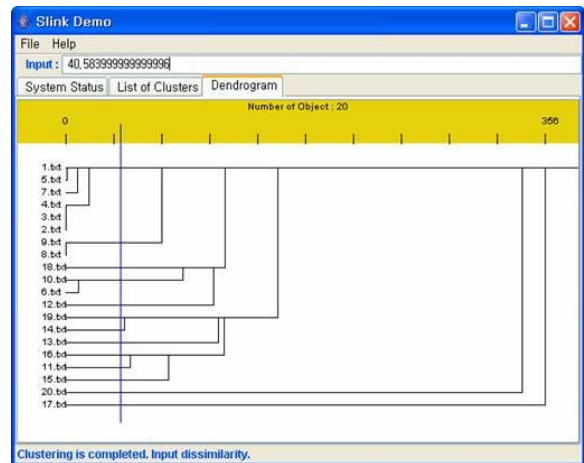 Slink Demo
File Help
Input : 40,583999999999996
System Status List of Clusters Dendrogram
Number of Object : 20
0 356
1.txt
5.txt
7.txt
4.txt
3.txt
2.txt
9.txt
8.txt
18.txt
10.txt
6.txt
12.txt
19.txt
14.txt
13.txt
16.txt
11.txt
15.txt
20.txt
17.txt
Clustering is completed. Input dissimilarity.